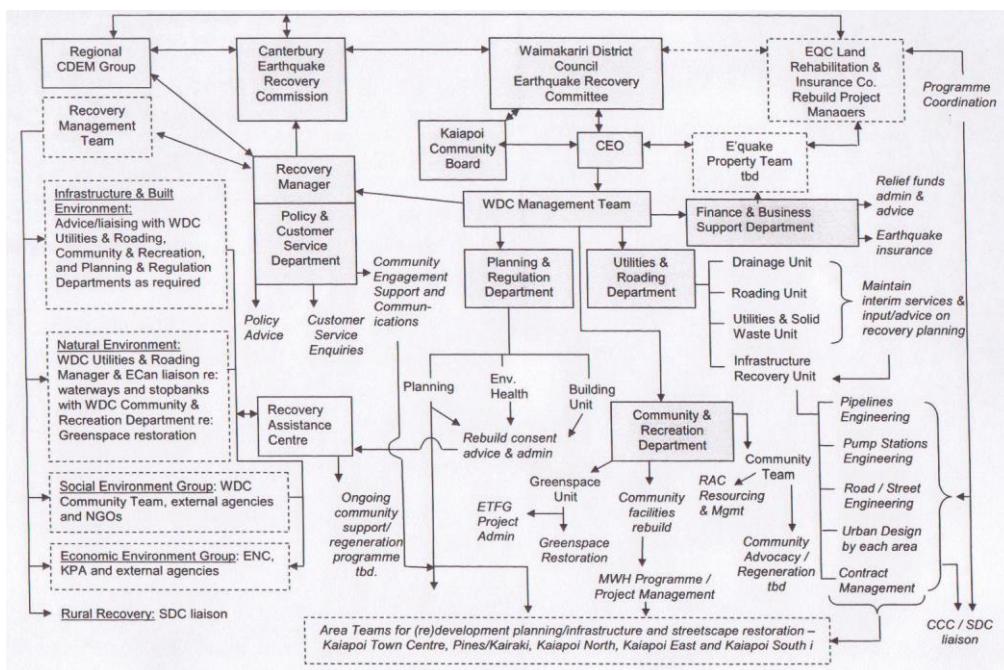 Regional
CDEM Group
Canterbury
Earthquake
Recovery
Commission
Waimakariri District
Council
Earthquake Recovery
Committee
EQC Land
Rehabilitation &
Insurance Co.
Rebuild Project
Managers
Programme
Coordination
Recovery
Management
Team
Kaiapoi
Community
Board
CEO
E'quake
Property Team
tbd
Recovery
Manager
Policy &
Customer
Service
Department
WDC Management Team
Finance & Business
Support Department
Relief funds
admin &
advice
Earthquake
insurance
Infrastructure & Built
Environment:
Advice/liaising with WDC
Utilities & Roading,
Community & Recreation,
and Planning & Regulation
Departments as required
Policy
Advice
Customer
Service
Enquiries
Community
Engagement
Support and
Commun-
ications
Planning &
Regulation
Department
Utilities &
Roading
Department
Drainage Unit
Roading Unit
Utilities & Solid
Waste Unit
Infrastructure
Recovery Unit
Maintain
interim services &
input/advice on
recovery planning
Natural Environment:
WDC Utilities & Roading
Manager & ECan liaison re:
waterways and stopbanks
with WDC Community &
Recreation Department re:
Greenspace restoration
Recovery
Assistance
Centre
Planning
Env.
Health
Building
Unit
Rebuild consent
advice & admin
Community &
Recreation
Department
Pipelines
Engineering
Pump Stations
Engineering
Road / Street
Engineering
Urban Design
by each area
Contract
Management
Social Environment Group: WDC
Community Team, external agencies
and NGOs
Economic Environment Group: ENC,
KPA and external agencies
Rural Recovery: SDC liaison
Ongoing
community
support/
regeneration
programme
tbd.
ETFG
Project
Admin
Greenspace
Unit
Greenspace
Restoration
Community
facilities
rebuild
Community
Team
RAC
Resourcing
& Mgmt
Community
Advocacy /
Regeneration
tbd
MWH Programme /
Project Management
CCC / SDC
liaison
Area Teams for (re)development planning/infrastructure and streetscape restoration –
Kaiapoi Town Centre, Pines/Kairaki, Kaiapoi North, Kaiapoi East and Kaiapoi South i